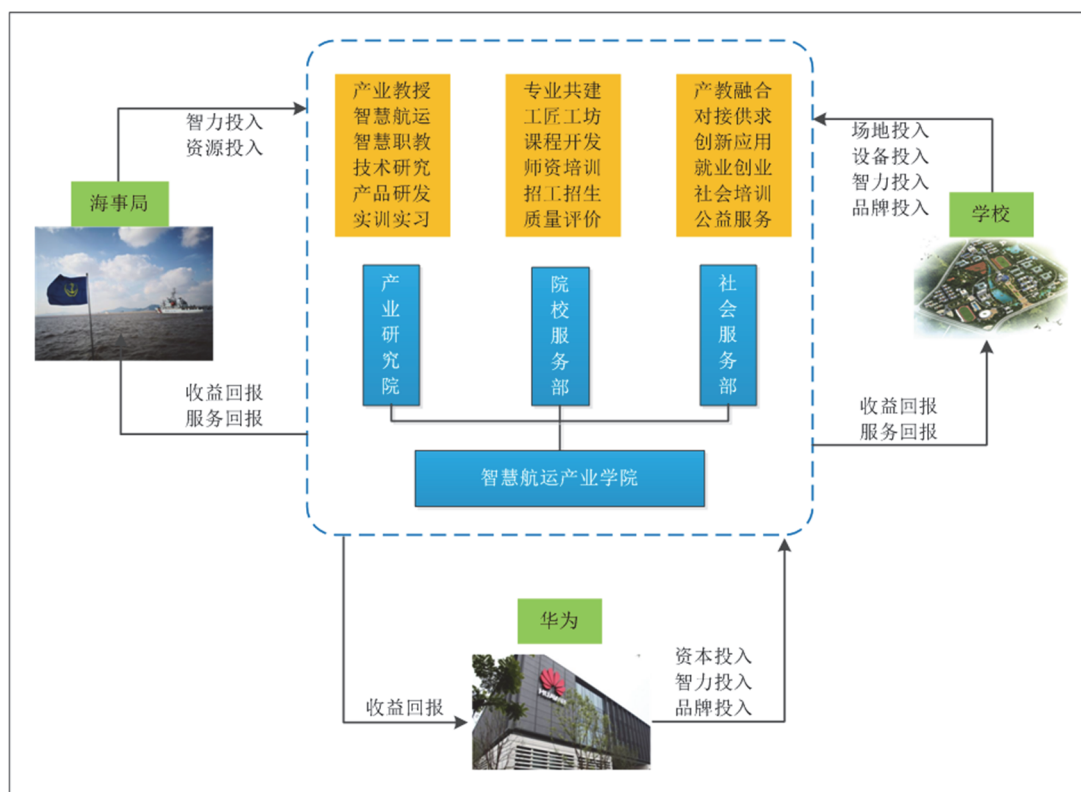 产业教授
智慧航运
智慧职教
技术研究
产品研发
实训实习
专业共建
工匠工坊
课程开发
师资培训
招工招生
质量评价
产教融合
对接供求
创新应用
就业创业
社会培训
公益服务
智力投入
资源投入
海事局
场地投入
设备投入
智力投入
品牌投入
学校
产业研究院
院校服务部
社会服务部
收益回报
服务回报
收益回报
服务回报
智慧航运产业学院
华为
HUAWEI
收益回报
资本投入
智力投入
品牌投入